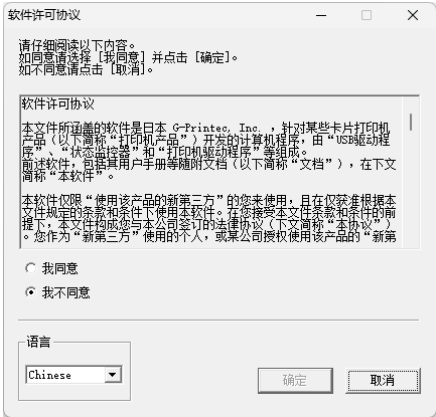 软件许可协议
请仔细阅读以下内容。
如同意请选择 [我同意] 并点击 [确定]。
如不同意请点击 [取消]。
软件许可协议
本文件所涵盖的软件是日本 G-Printec, Inc. ，针对某些卡片打印机
产品（以下简称“打印机产品”）开发的计算机程序，由“USB驱动程
序”、“状态监控器”和“打印机驱动程序”等组成。
前述软件，包括其用户手册等随附文档（以下简称“文档”），在下文
简称“本软件”。
本软件仅限“使用该产品的新第三方”的您来使用，且在仅获准根据本
文件规定的条款和条件下使用本软件。在您接受本文件条款和条件的前
提下，本文件构成您与本公司签订的法律协议（下文简称“本协议”）
。您作为“新第三方”使用的个人，或某公司授权使用该产品的“新第
我同意
我不同意
语言
Chinese
确定
取消